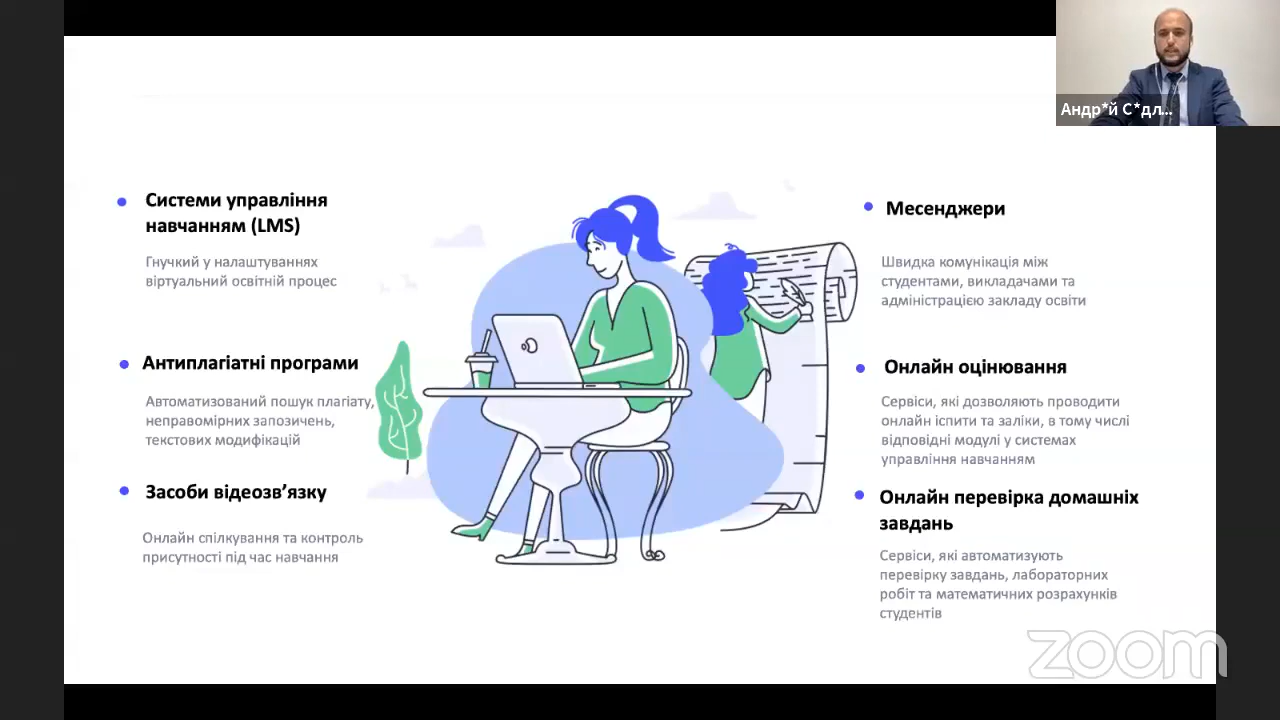 Андр*й С*дл...
Системи управління
навчанням (LMS)
Гнучкий у налаштуваннях
віртуальний освітній процес
Антиплагіатні програми
Автоматизований пошук плагіату,
неправомірних запозичень,
текстових модифікацій
Засоби відеозв’язку
Онлайн спілкування та контроль
присутності під час навчання
Месенджери
Швидка комунікація між
студентами, викладачами та
адміністрацією закладу освіти
Онлайн оцінювання
Сервіси, які дозволяють проводити
онлайн іспити та заліки, в тому числі
відповідні модулі у системах
управління навчанням
Онлайн перевірка домашніх
завдань
Сервіси, які автоматизують
перевірку завдань, лабораторних
робіт та математичних розрахунків
студентів
zoom